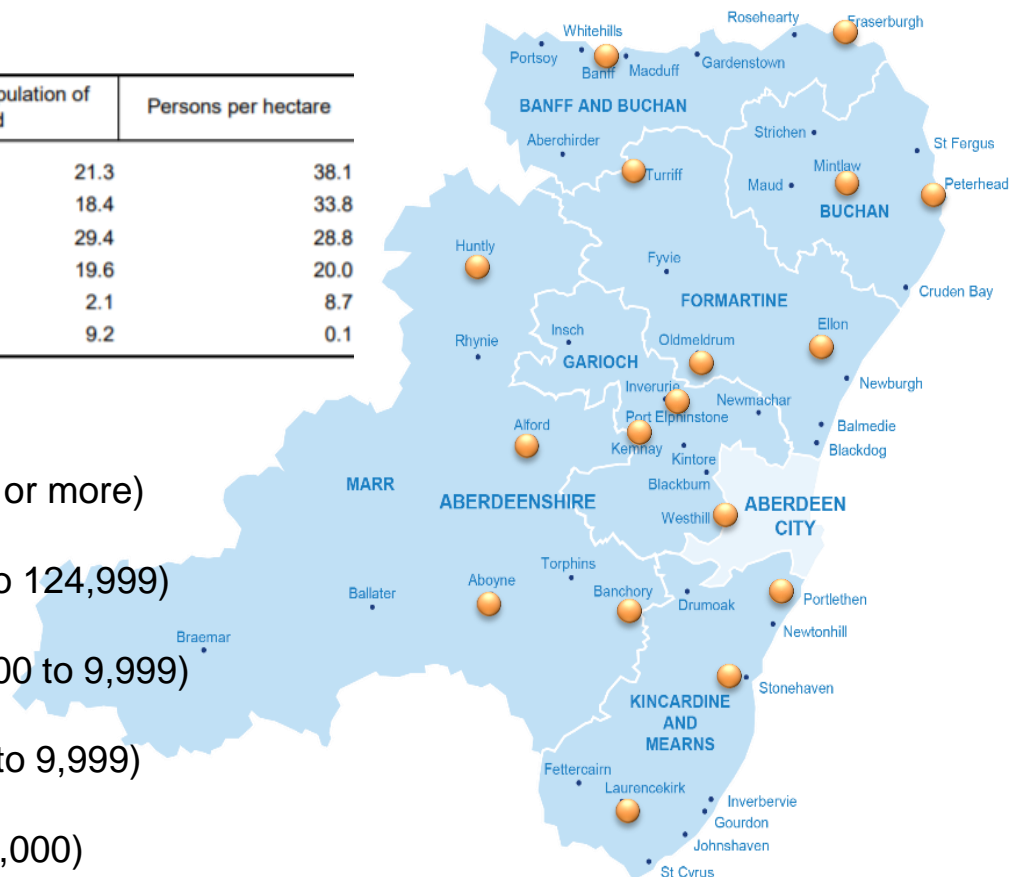 pulation of
d
Persons per hectare
21.3 38.1
18.4 33.8
29.4 28.8
19.6 20.0
2.1 8.7
9.2 0.1
or more)
o 124,999)
00 to 9,999)
to 9,999)
,000)
Rosehearty
Fraserburgh
Whitehills
Portsoy
Banff
Macduff
Gardenstown
BANFF AND BUCHAN
Aberchirder
Strichen
St Fergus
Turriff
Maud
Mintlaw
Peterhead
BUCHAN
Huntly
Fyvie
Cruden Bay
FORMARTINE
Ellon
Rhynie
Insch
Oldmeldrum
GARIOCH
Newburgh
Inverurie
Newmachar
Port Elphinstone
Balmedie
Alford
Kemnay
Blackdog
Kintore
MARR
Blackburn
ABERDEENSHIRE
ABERDEEN
CITY
Westhill
Torphins
Aboyne
Banchory
Ballater
Drumoak
Portlethen
Newtonhill
Braemar
Stonehaven
KINCARDINE
AND
MEARNS
Fettercairn
Laurencekirk
Inverbervie
Gourdon
Johnshaven
St Cyrus